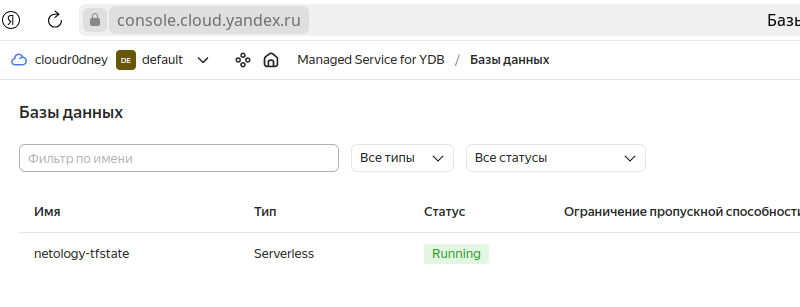 Я console.cloud.yandex.ru Базы
cloudr0dney DE default Managed Service for YDB / Базы данных
Базы данных
Фильтр по имени Все типы Все статусы
Имя Тип Статус Ограничение пропускной способности
netology-tfstate Serverless Running